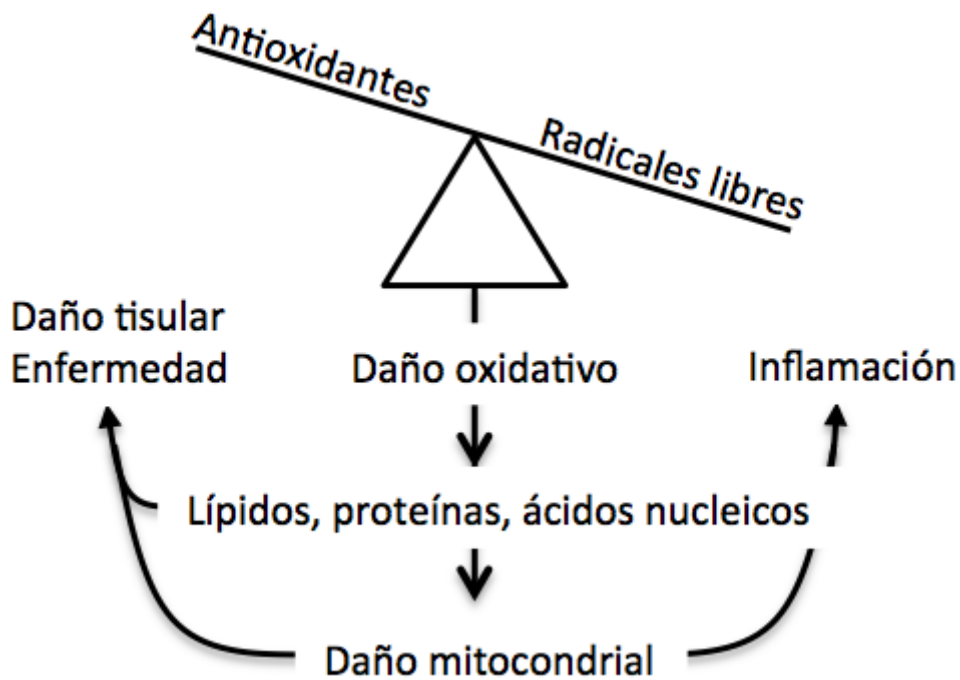 Antioxidantes
Radicales libres
Daño tisular
Enfermedad
Daño oxidativo
Inflamación
Lípidos, proteínas, ácidos nucleicos
Daño mitocondrial